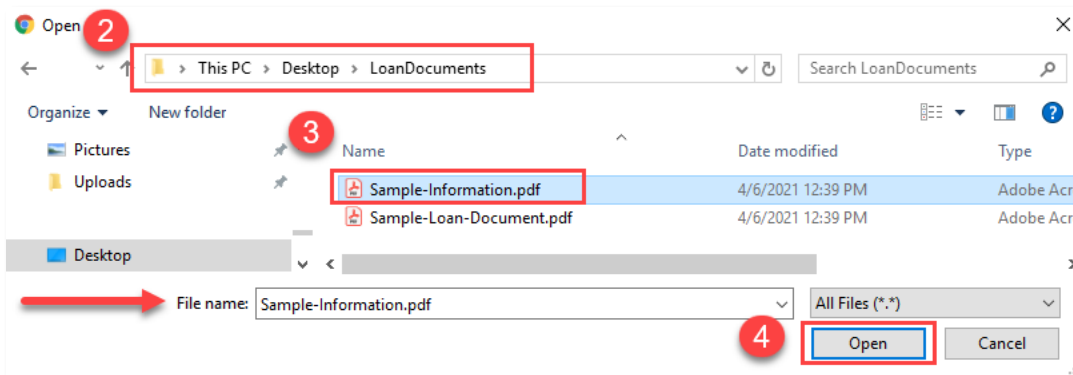 Open
2
This PC > Desktop > LoanDocuments
Search LoanDocuments
Organize
New folder
3
Pictures
Name
Date modified
Type
Uploads
Sample-Information.pdf
4/6/2021 12:39 PM
Adobe Acr
Sample-Loan-Document.pdf
4/6/2021 12:39 PM
Adobe Acr
Desktop
File name:
Sample-Information.pdf
All Files (*.*)
4
Open
Cancel